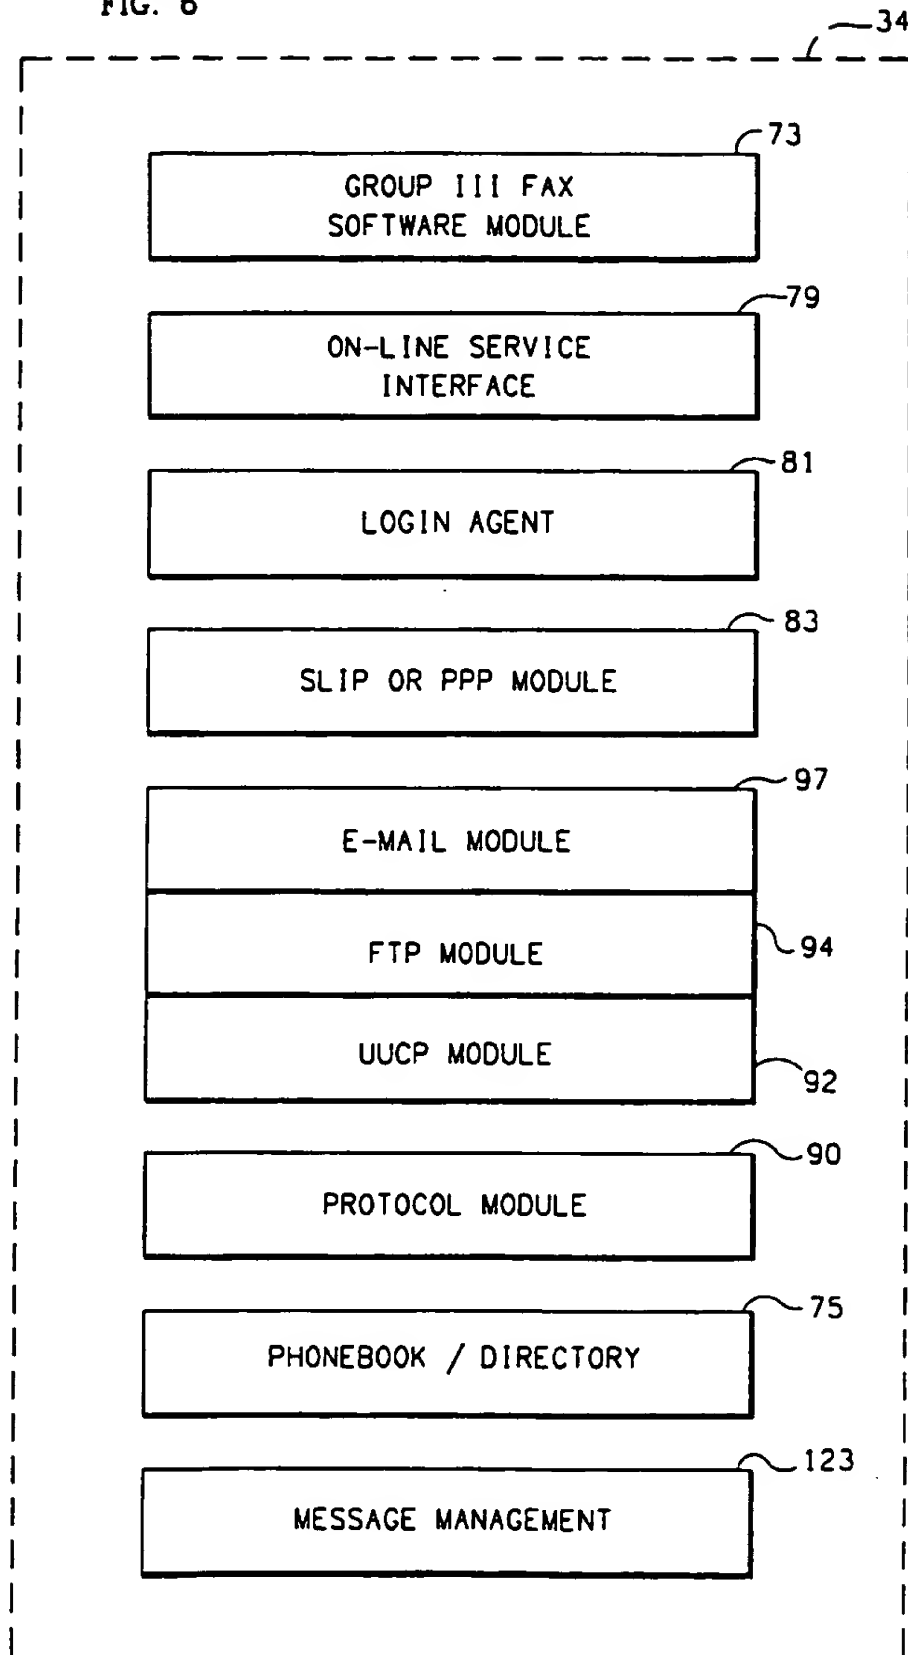 FIG. 6
34
73
GROUP III FAX
SOFTWARE MODULE
79
ON-LINE SERVICE
INTERFACE
81
LOGIN AGENT
83
SLIP OR PPP MODULE
97
E-MAIL MODULE
FTP MODULE
94
UUCP MODULE
92
90
PROTOCOL MODULE
75
PHONEBOOK / DIRECTORY
123
MESSAGE MANAGEMENT